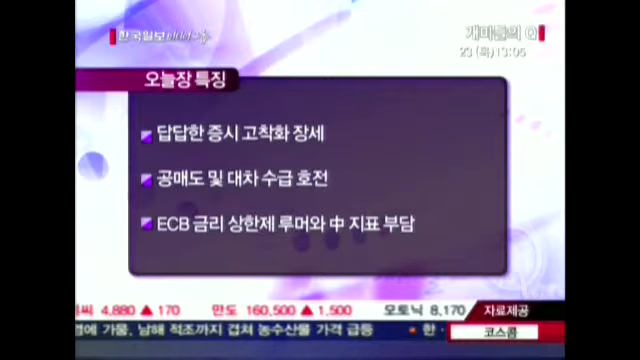 한국일보
개미들의
23 (목) 13:05
오늘장 특징
답답한 증시 고착화 장세
공매도 및 대차 수급 호전
ECB 금리 상한제 루머와 中 지표 부담
4,880 ▲ 170 만도 160,500 ▲ 1,500 모토닉 8,170
자료제공
가뭄, 남해 적조까지 겹쳐 농수산물 가격 급등 • 한
코스콤